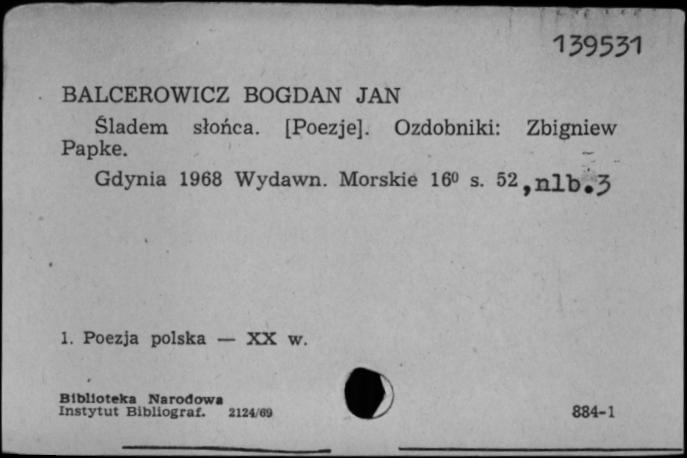 139531
BALCEROWICZ BOGDAN JAN
Śladem słońca. [Poezje]. Ozdobniki: Zbigniew
Papke.
Gdynia 1968 Wydawn. Morskie 16⁰ s. 52, nlb. 3
1. Poezja polska — XX w.
Biblioteka Narodowa
Instytut Bibliograf. 2124/69
884-1